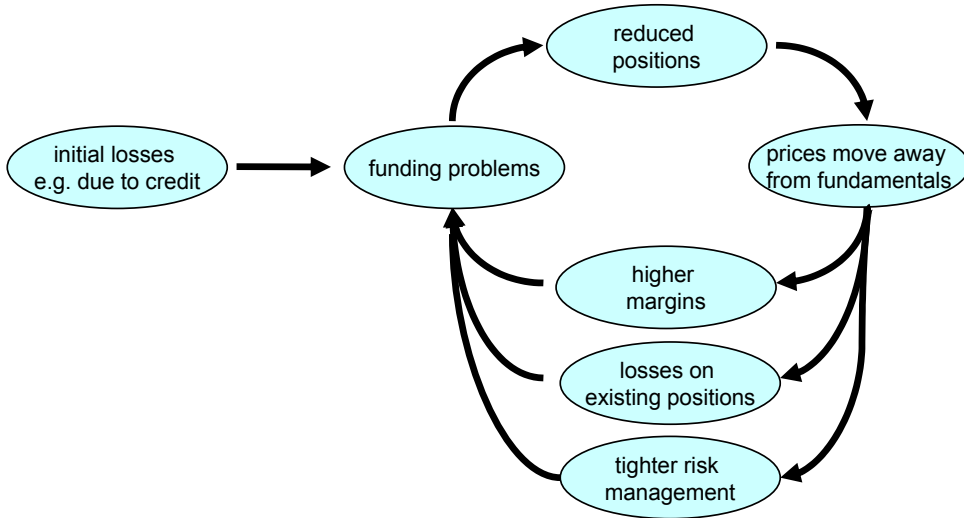 reduced
positions
initial losses
e.g. due to credit
funding problems
prices move away
from fundamentals
higher
margins
losses on
existing positions
tighter risk
management